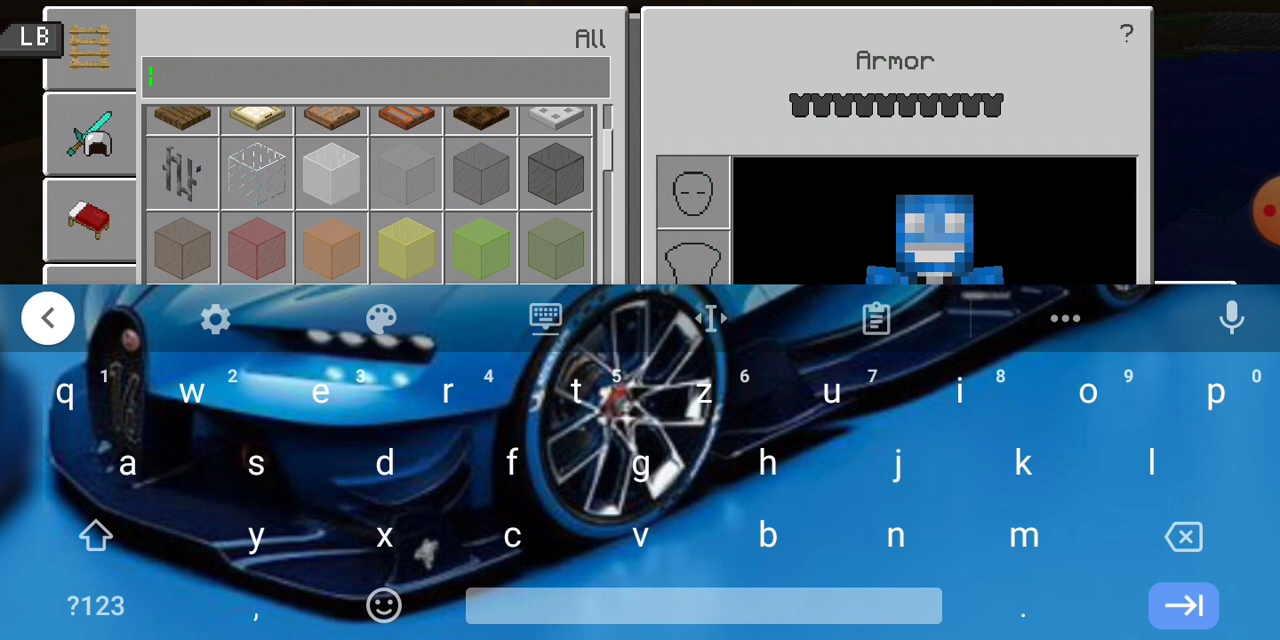 LB
All
?
Armor
q 1 w 2 e 3 r 4 t 5 z 6 u 7 i 8 o 9 p 0
a s d f g h j k l
y x c v b n m
?123 , .